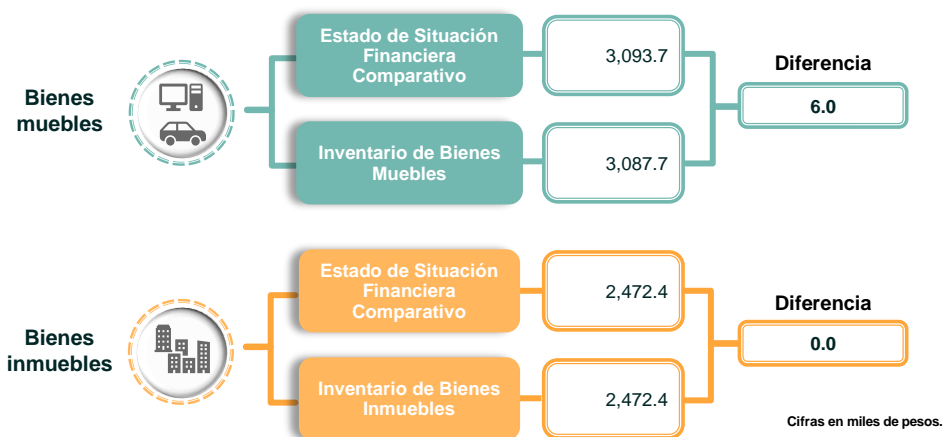 Bienes
muebles
Estado de Situación
Financiera
Comparativo
3,093.7
Inventario de Bienes
Muebles
3,087.7
Diferencia
6.0
Bienes
inmuebles
Estado de Situación
Financiera
Comparativo
2,472.4
Inventario de Bienes
Inmuebles
2,472.4
Diferencia
0.0
Cifras en miles de pesos.